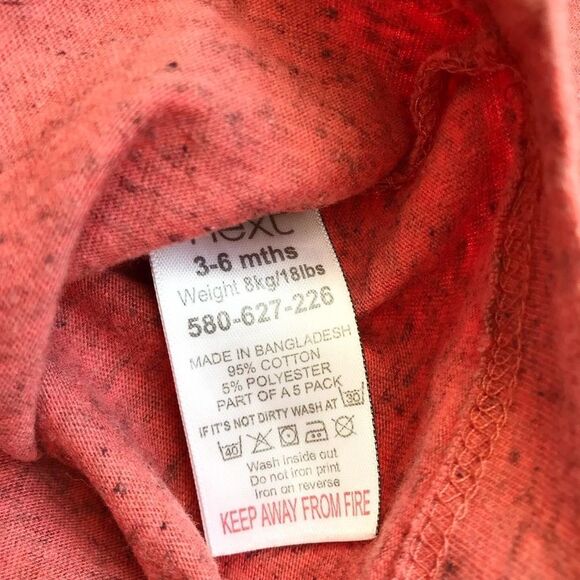 next
3-6 mths
Weight 8kg/18lbs
580-627-226
MADE IN BANGLADESH
95% COTTON
5% POLYESTER
PART OF A 5 PACK
IF IT'S NOT DIRTY WASH AT 30
40
Wash inside out
Do not iron print
Iron on reverse
KEEP AWAY FROM FIRE